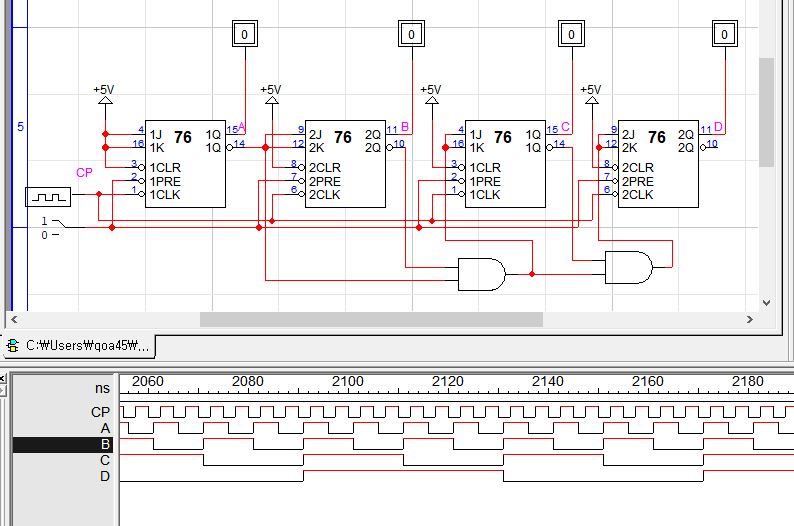 0 0 0 0
+5V +5V +5V +5V
5
4 1J 76 1Q 15 A 9 2J 76 2Q 11 B 4 1J 76 1Q 15 C 9 2J 76 2Q 11 D
16 1K 1Q 14 12 2K 2Q 10 16 1K 1Q 14 12 2K 2Q 10
CP 3 1CLR 8 2CLR 3 1CLR 8 2CLR
2 1PRE 7 2PRE 2 1PRE 7 2PRE
1 1CLK 6 2CLK 1 1CLK 6 2CLK
1
0
C:₩Users₩qoa45₩...
ns 2060 2080 2100 2120 2140 2160 2180
CP
A
B
C
D